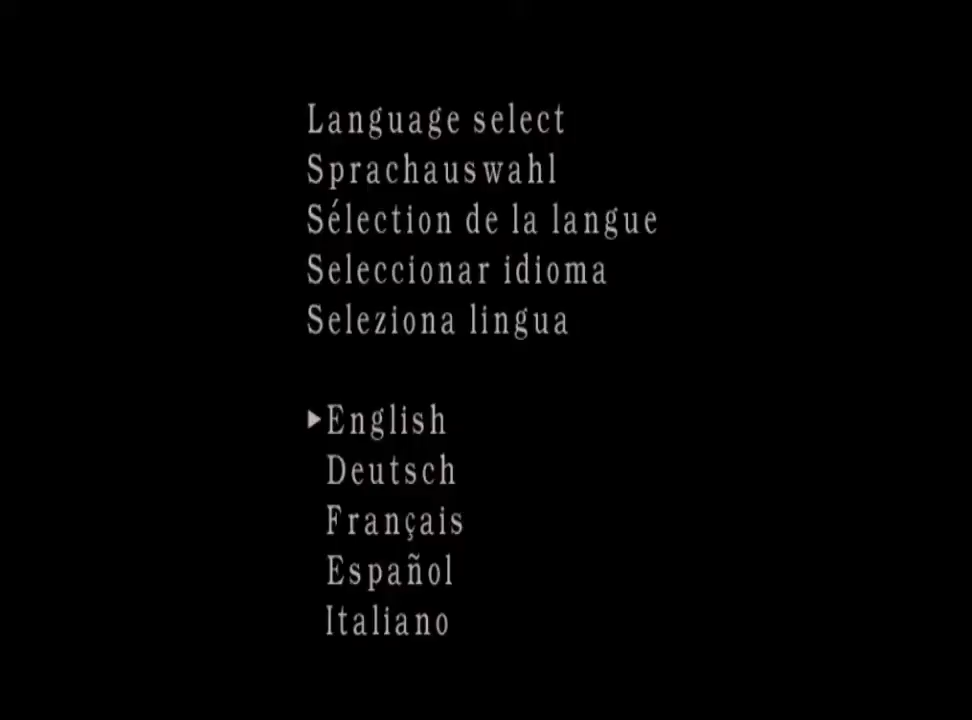 Language select
Sprachauswahl
Sélection de la langue
Seleccionar idioma
Seleziona lingua
▶English
Deutsch
Français
Español
Italiano